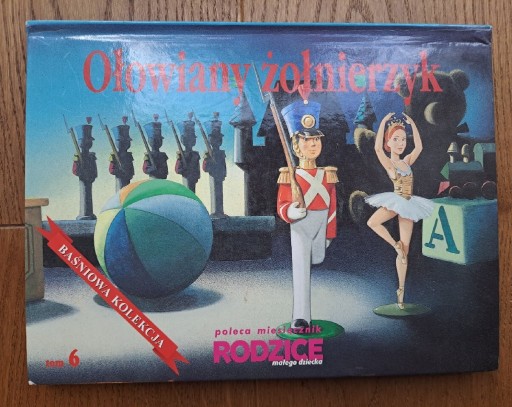 Ołowiany żołnierzyk
A
BAŚNIOWA KOLEKCJA
poleca miesięcznik
RODZICE
małego dziecka
tom 6